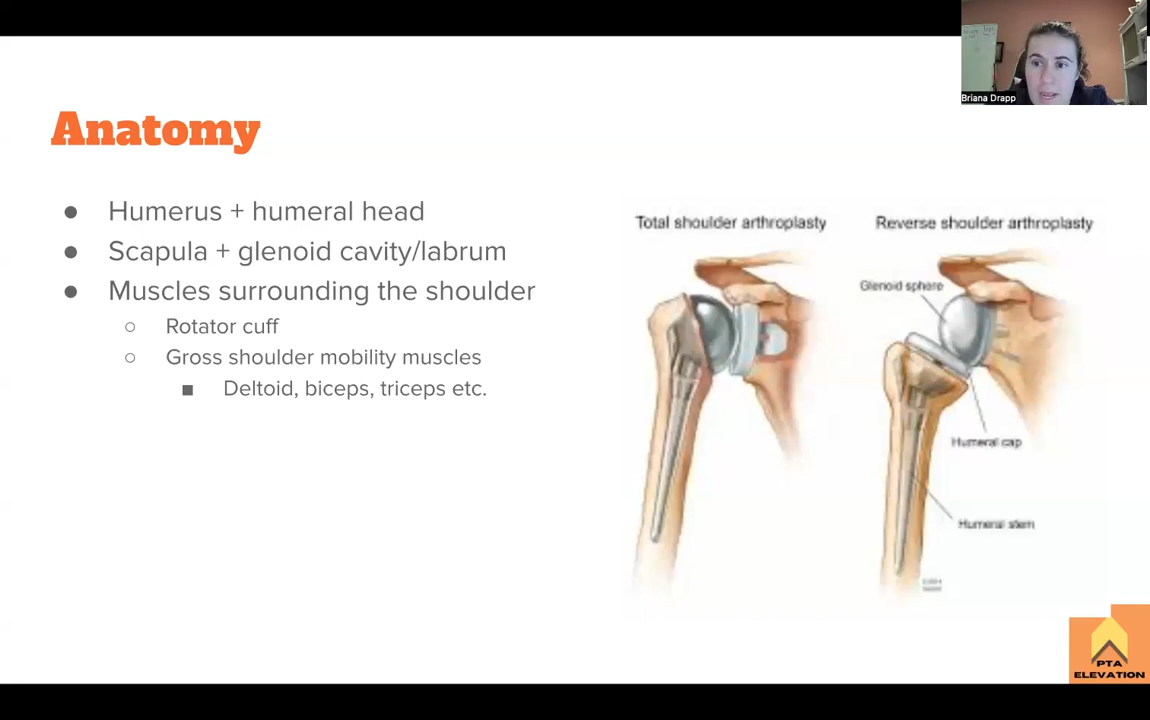 Briana Drapp
Anatomy
● Humerus + humeral head
● Scapula + glenoid cavity/labrum
● Muscles surrounding the shoulder
○ Rotator cuff
○ Gross shoulder mobility muscles
■ Deltoid, biceps, triceps etc.
Total shoulder arthroplasty
Reverse shoulder arthroplasty
Glenoid sphere
Humeral cap
Humeral stem
PTA
ELEVATION